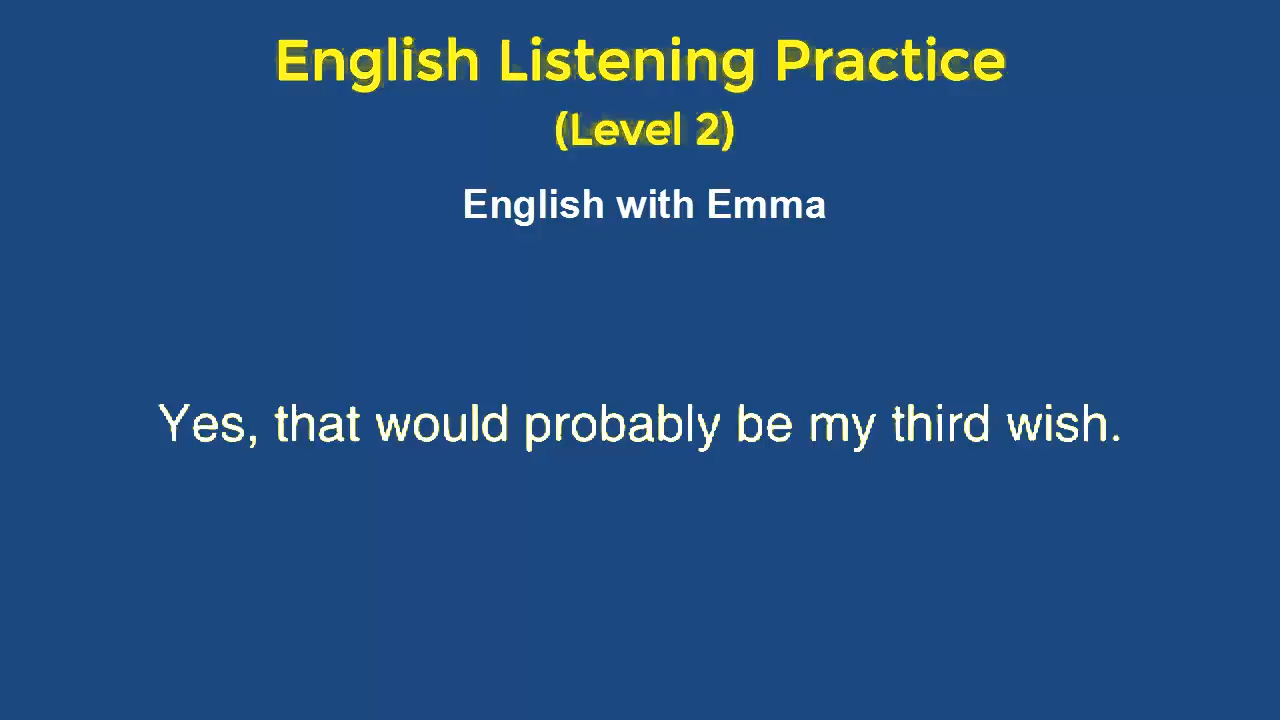 English Listening Practice
(Level 2)
English with Emma
Yes, that would probably be my third wish.